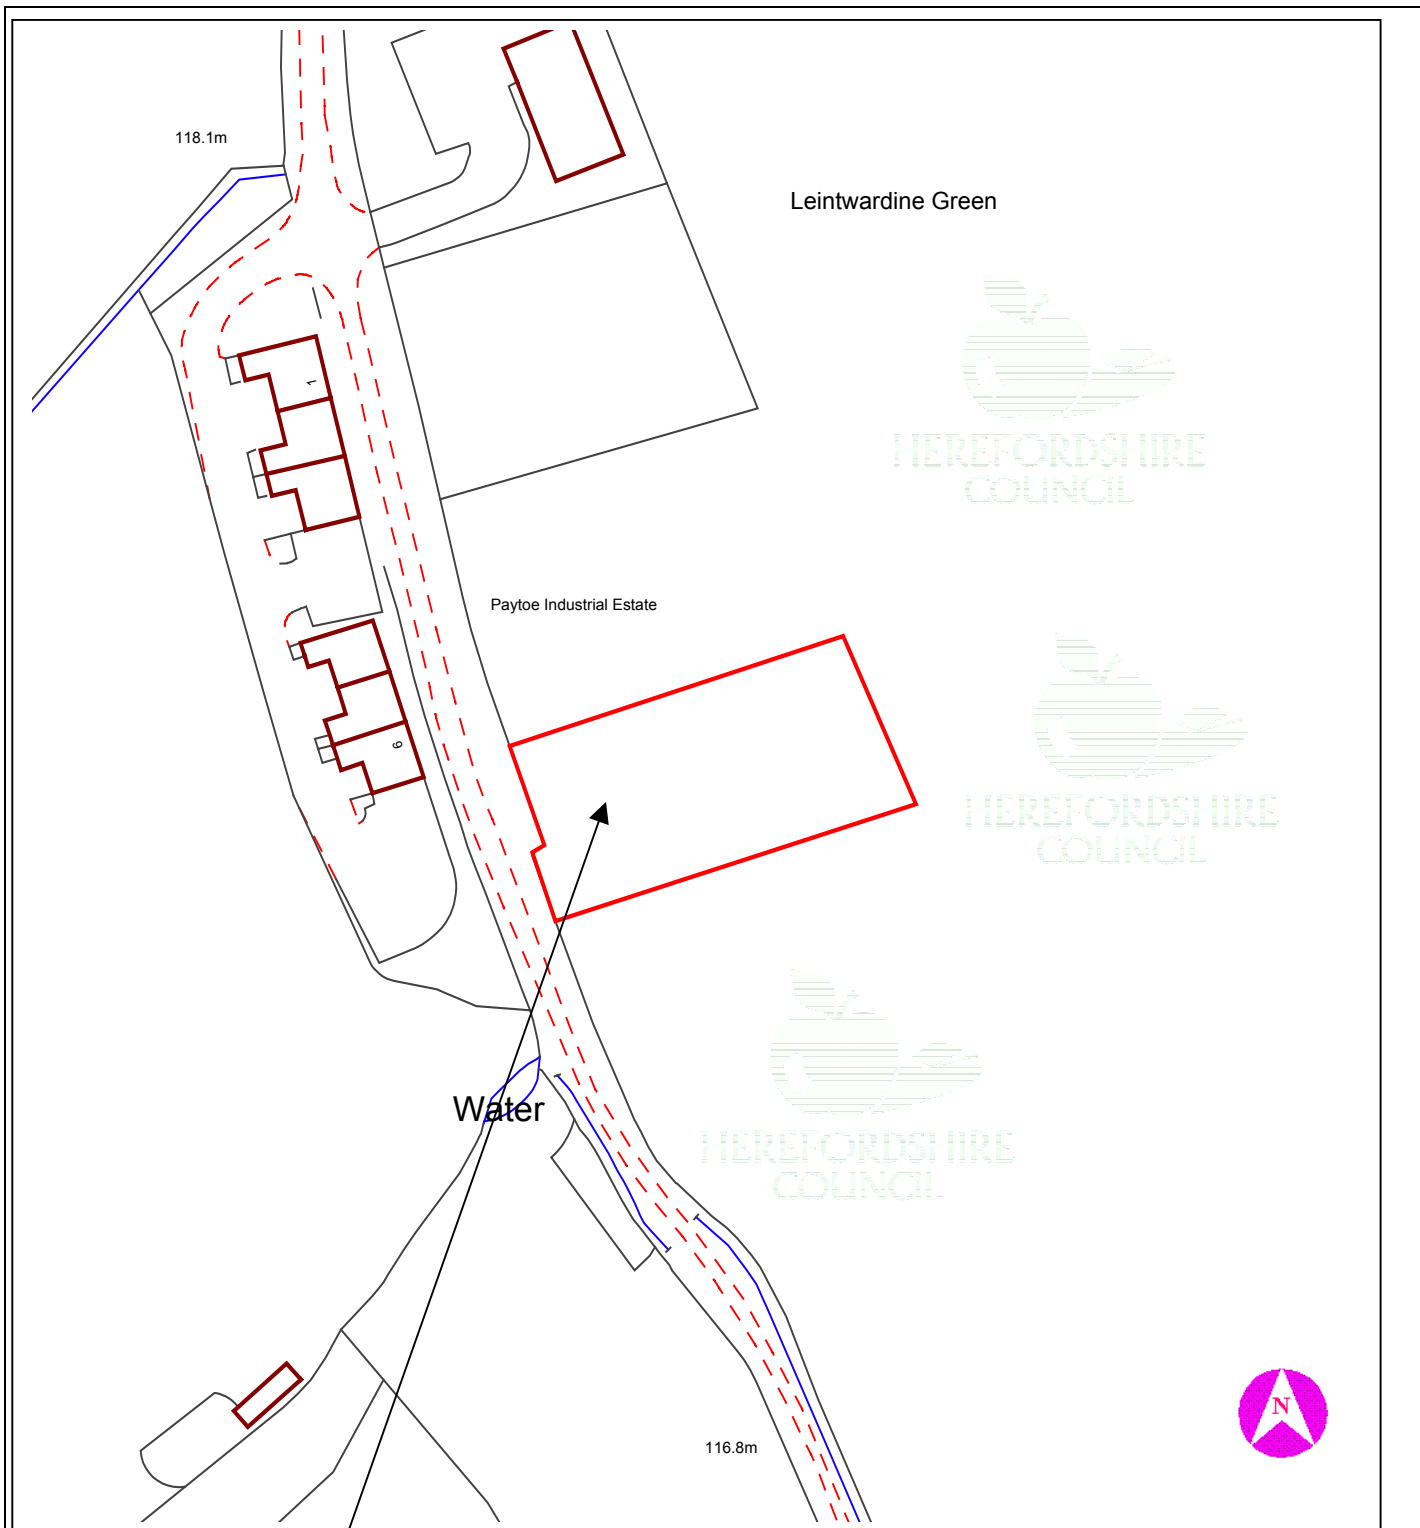 118.1m
Leintwardine Green
1
HEREFORDSHIRE
COUNCIL
Paytoe Industrial Estate
6
HEREFORDSHIRE
COUNCIL
Water
HEREFORDSHIRE
COUNCIL
N
116.8m